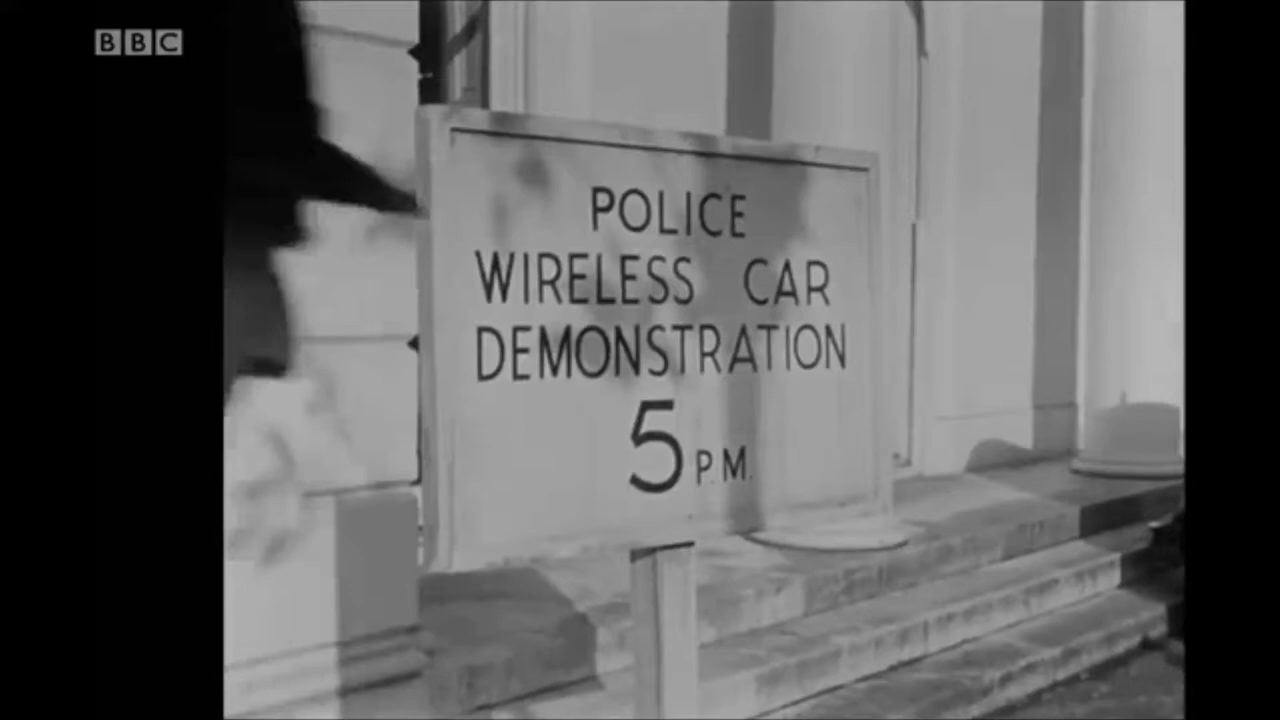 BBC
POLICE
WIRELESS CAR
DEMONSTRATION
5 P.M.